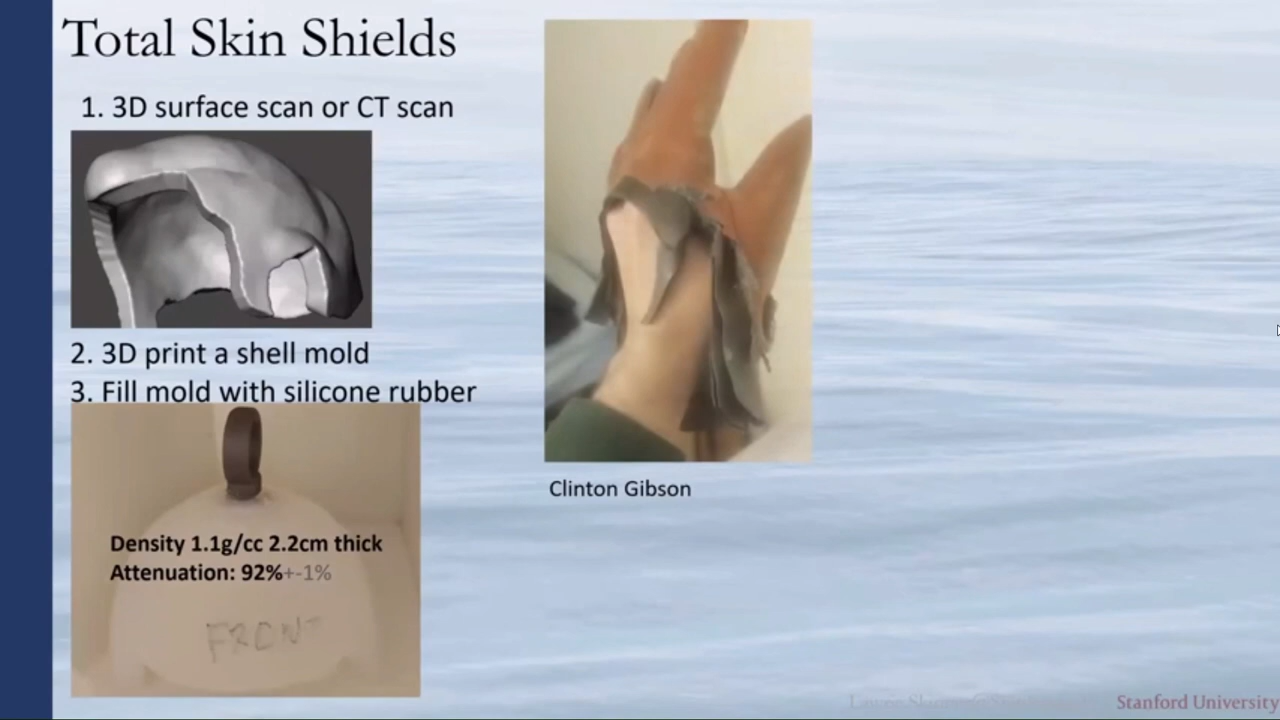 Total Skin Shields
1. 3D surface scan or CT scan
2. 3D print a shell mold
3. Fill mold with silicone rubber
Density 1.1g/cc 2.2cm thick
Attenuation: 92%+-1%
FRONT
Clinton Gibson
Stanford University